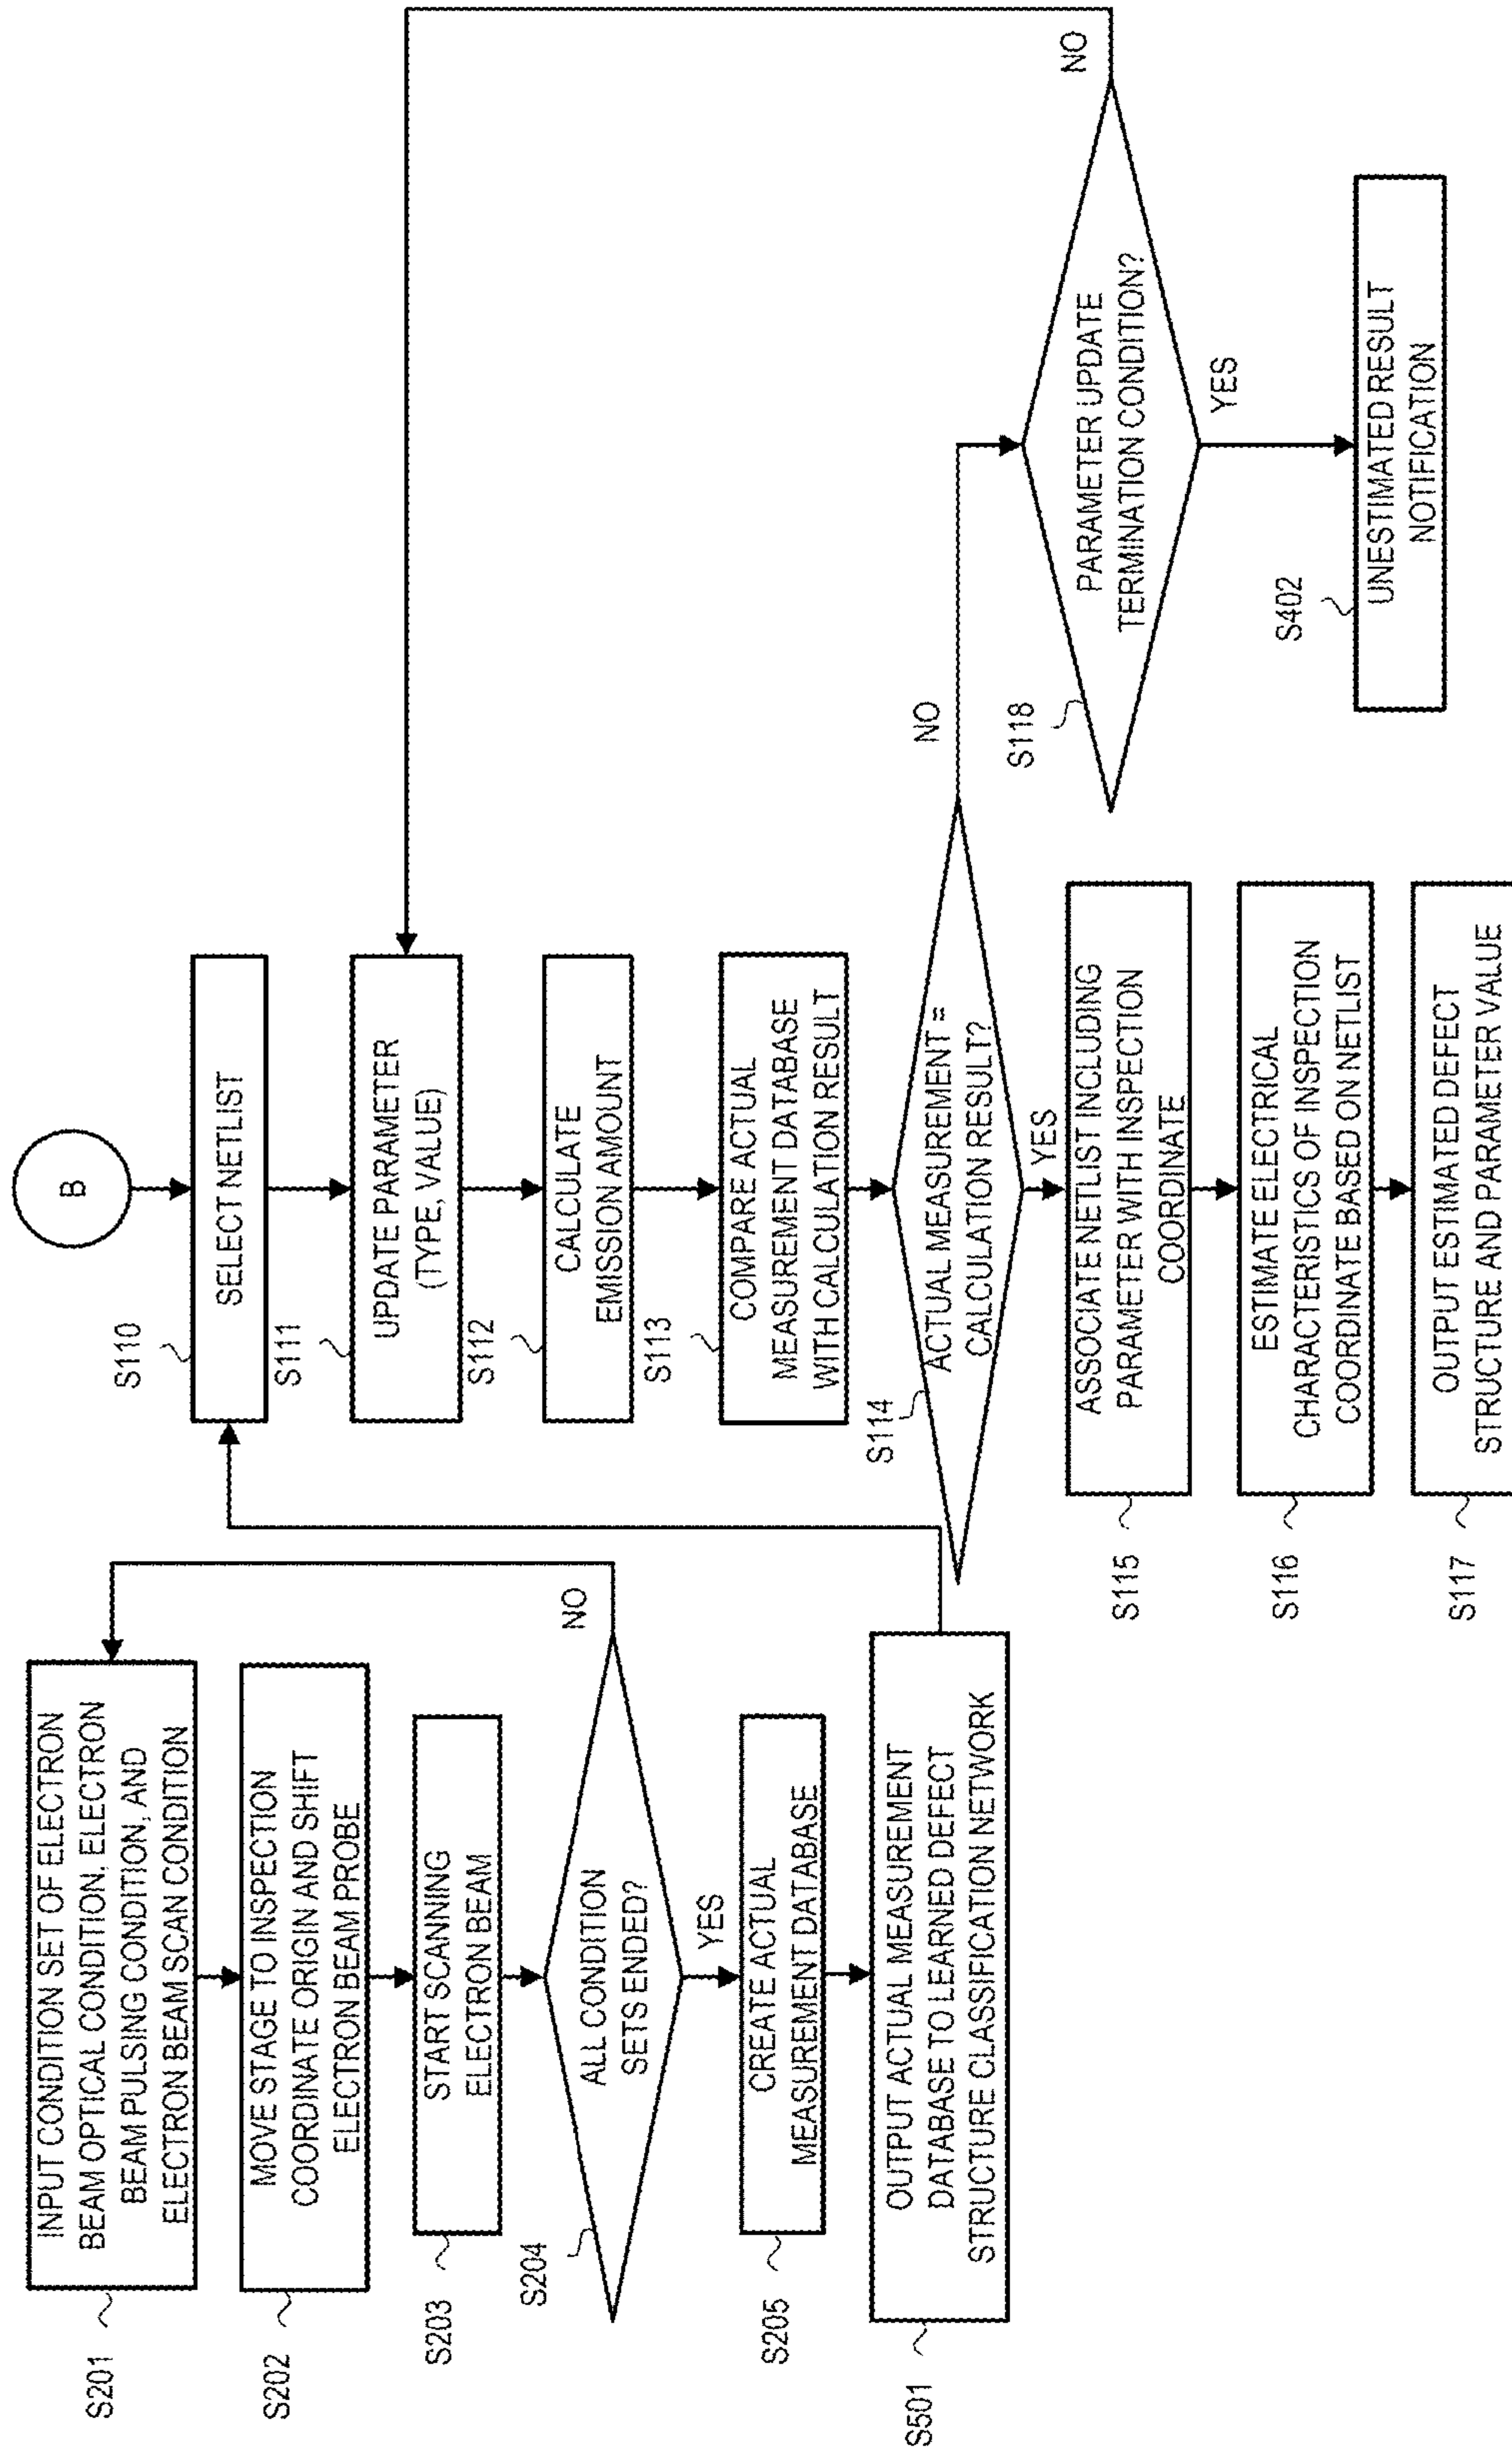 S201
INPUT CONDITION SET OF ELECTRON
BEAM OPTICAL CONDITION, ELECTRON
BEAM PULSING CONDITION, AND
ELECTRON BEAM SCAN CONDITION
S202
MOVE STAGE TO INSPECTION
COORDINATE ORIGIN AND SHIFT
ELECTRON BEAM PROBE
S203
START SCANNING
ELECTRON BEAM
S204
ALL CONDITION
SETS ENDED?
NO
YES
S205
CREATE ACTUAL
MEASUREMENT DATABASE
S501
OUTPUT ACTUAL MEASUREMENT
DATABASE TO LEARNED DEFECT
STRUCTURE CLASSIFICATION NETWORK
B
S110
SELECT NETLIST
S111
UPDATE PARAMETER
(TYPE, VALUE)
S112
CALCULATE
EMISSION AMOUNT
S113
COMPARE ACTUAL
MEASUREMENT DATABASE
WITH CALCULATION RESULT
S114
ACTUAL MEASUREMENT =
CALCULATION RESULT?
NO
YES
S115
ASSOCIATE NETLIST INCLUDING
PARAMETER WITH INSPECTION
COORDINATE
S116
ESTIMATE ELECTRICAL
CHARACTERISTICS OF INSPECTION
COORDINATE BASED ON NETLIST
S117
OUTPUT ESTIMATED DEFECT
STRUCTURE AND PARAMETER VALUE
S118
PARAMETER UPDATE
TERMINATION CONDITION?
NO
YES
S402
UNESTIMATED RESULT
NOTIFICATION